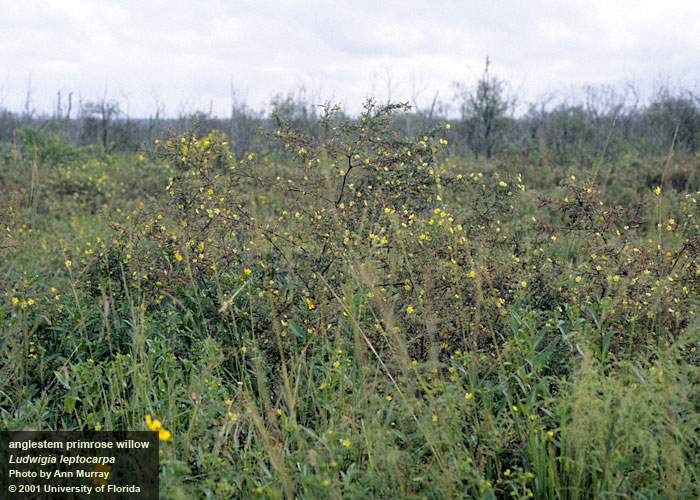 anglestem primrose willow
Ludwigia leptocarpa
Photo by Ann Murray
© 2001 University of Florida